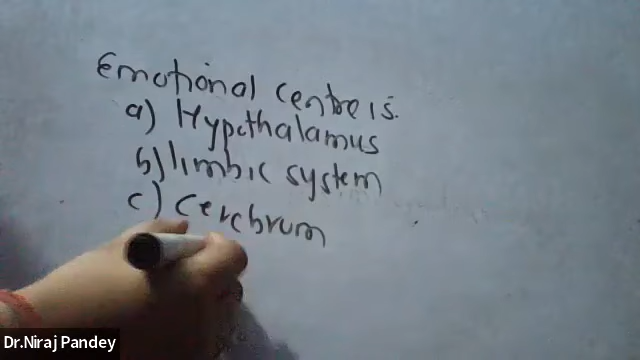 Emotional centre is.
a) Hypothalamus
b) limbic system
c) Cerebrum
Dr.Niraj Pandey